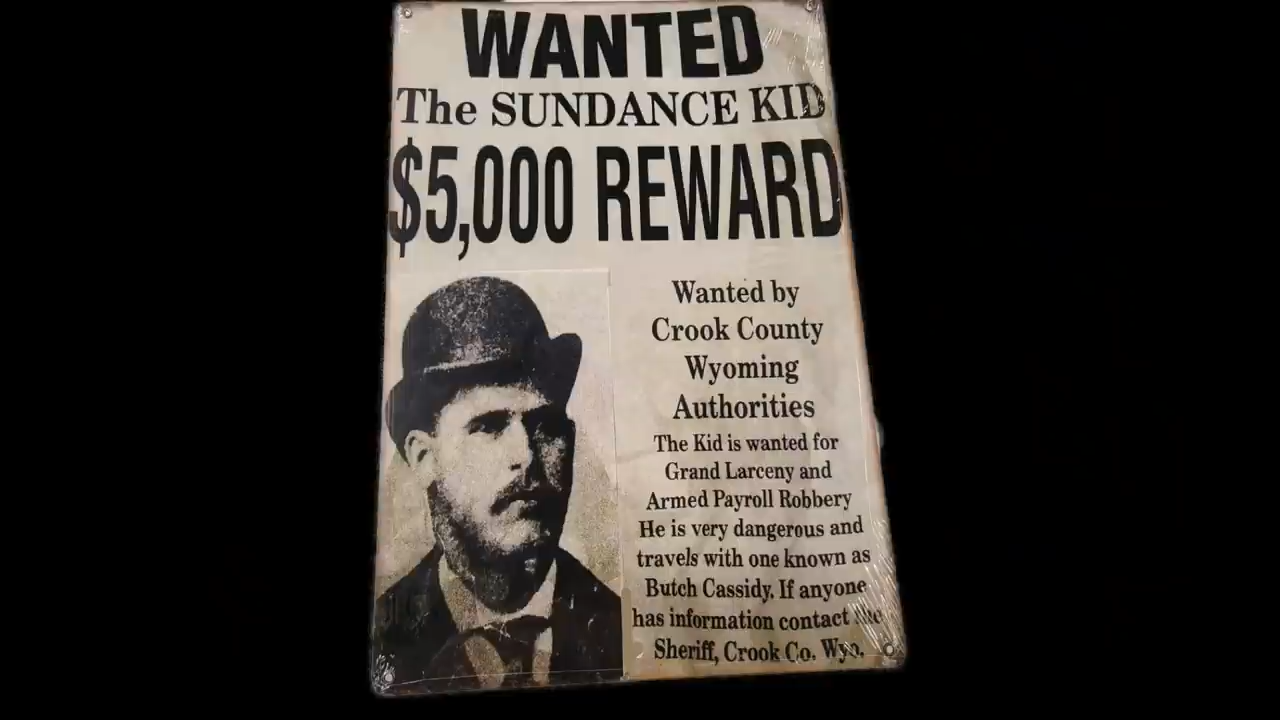 WANTED
The SUNDANCE KID
$5,000 REWARD
Wanted by
Crook County
Wyoming
Authorities
The Kid is wanted for
Grand Larceny and
Armed Payroll Robbery
He is very dangerous and
travels with one known as
Butch Cassidy. If anyone
has information contact the
Sheriff, Crook Co. Wyo.